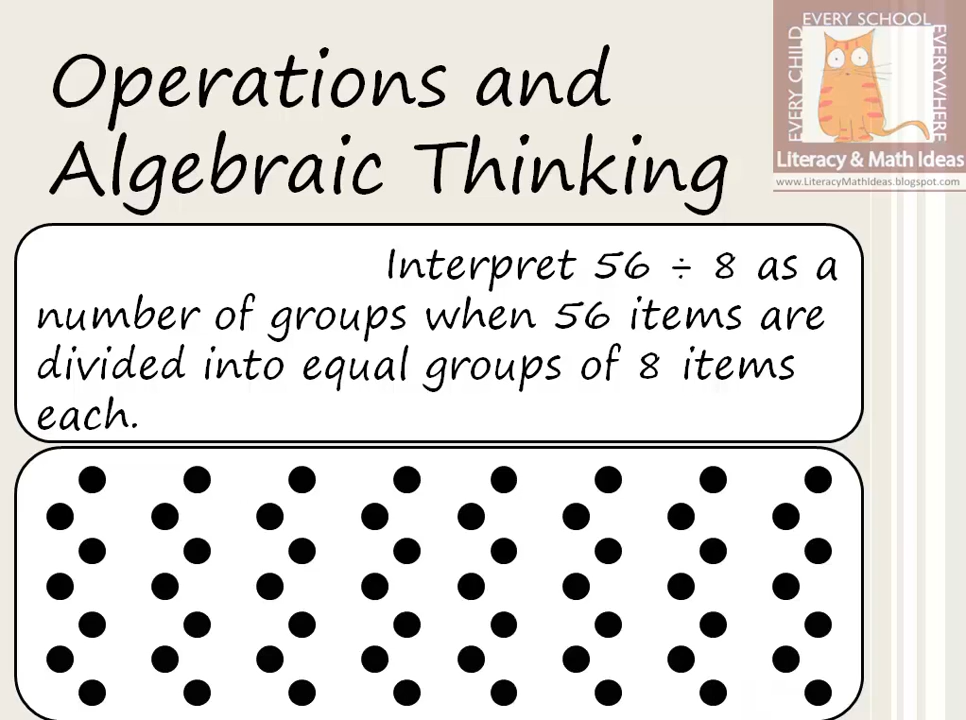 Operations and
Algebraic Thinking
EVERY CHILD
EVERY SCHOOL
EVERYWHERE
Literacy & Math Ideas
www.LiteracyMathIdeas.blogspot.com
Interpret 56 ÷ 8 as a
number of groups when 56 items are
divided into equal groups of 8 items
each.